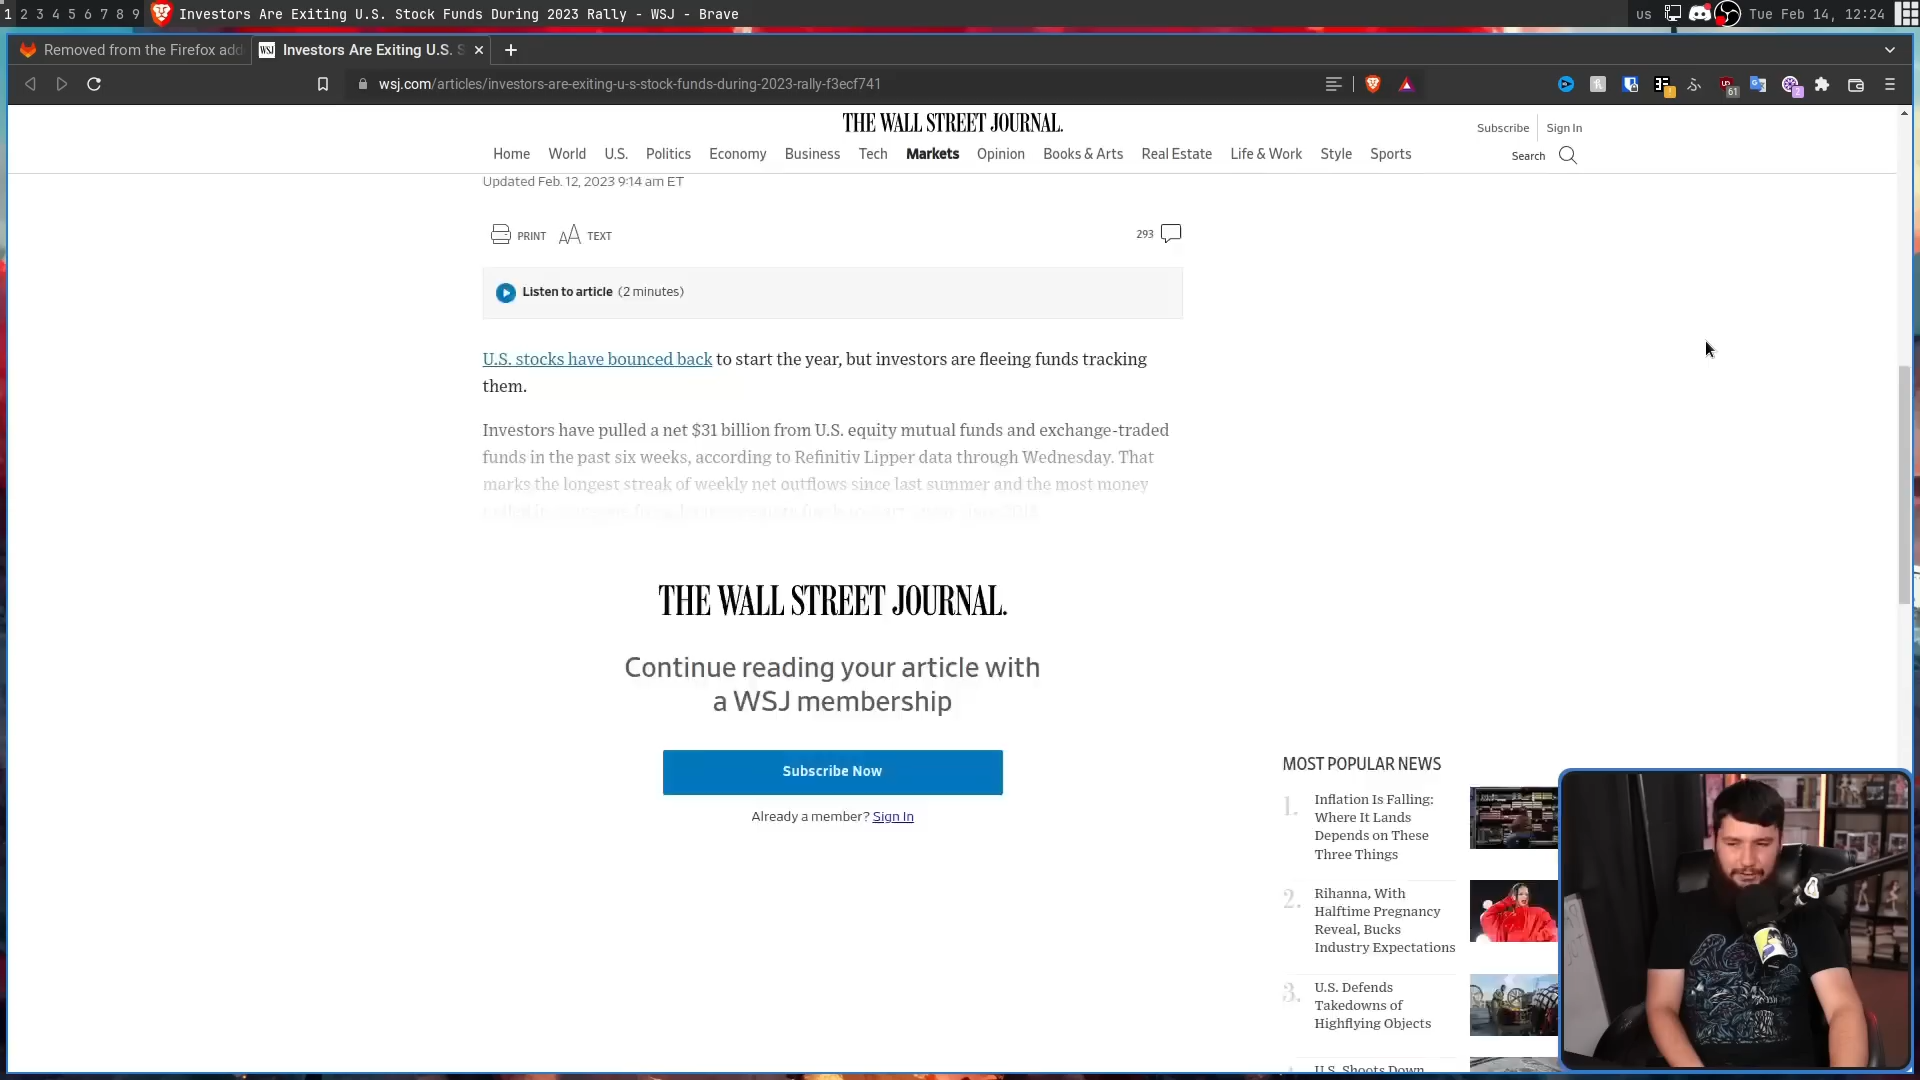 1 2 3 4 5 6 7 8 9 Investors Are Exiting U.S. Stock Funds During 2023 Rally - WSJ - Brave us Tue Feb 14, 12:24
Removed from the Firefox add WSJ Investors Are Exiting U.S. S
wsj.com/articles/investors-are-exiting-u-s-stock-funds-during-2023-rally-f3ecf741 61 2
THE WALL STREET JOURNAL.
Subscribe Sign In
Home World U.S. Politics Economy Business Tech Markets Opinion Books & Arts Real Estate Life & Work Style Sports Search
Updated Feb. 12, 2023 9:14 am ET
PRINT TEXT 293
Listen to article (2 minutes)
U.S. stocks have bounced back to start the year, but investors are fleeing funds tracking
them.
Investors have pulled a net $31 billion from U.S. equity mutual funds and exchange-traded
funds in the past six weeks, according to Refinitiv Lipper data through Wednesday. That
marks the longest streak of weekly net outflows since last summer and the most money
THE WALL STREET JOURNAL.
Continue reading your article with
a WSJ membership
Subscribe Now
Already a member? Sign In
MOST POPULAR NEWS
1. Inflation Is Falling:
Where It Lands
Depends on These
Three Things
2. Rihanna, With
Halftime Pregnancy
Reveal, Bucks
Industry Expectations
3. U.S. Defends
Takedowns of
Highflying Objects
U.S. Shoots Down